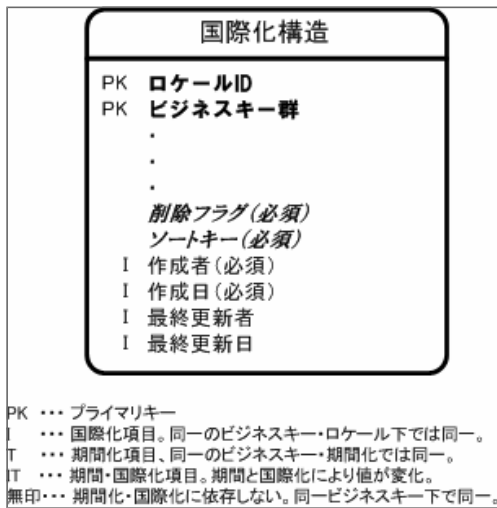 国際化構造
PK ロケールID
PK ビジネスキー群
・
・
・
削除フラグ(必須)
ソートキー(必須)
I 作成者(必須)
I 作成日(必須)
I 最終更新者
I 最終更新日
PK ・・・ プライマリキー
I ・・・ 国際化項目。同一のビジネスキー・ロケール下では同一。
T ・・・ 期間化項目、同一のビジネスキー・期間化では同一。
IT ・・・ 期間・国際化項目。期間と国際化により値が変化。
無印・・・ 期間化・国際化に依存しない。同一ビジネスキー下で同一。